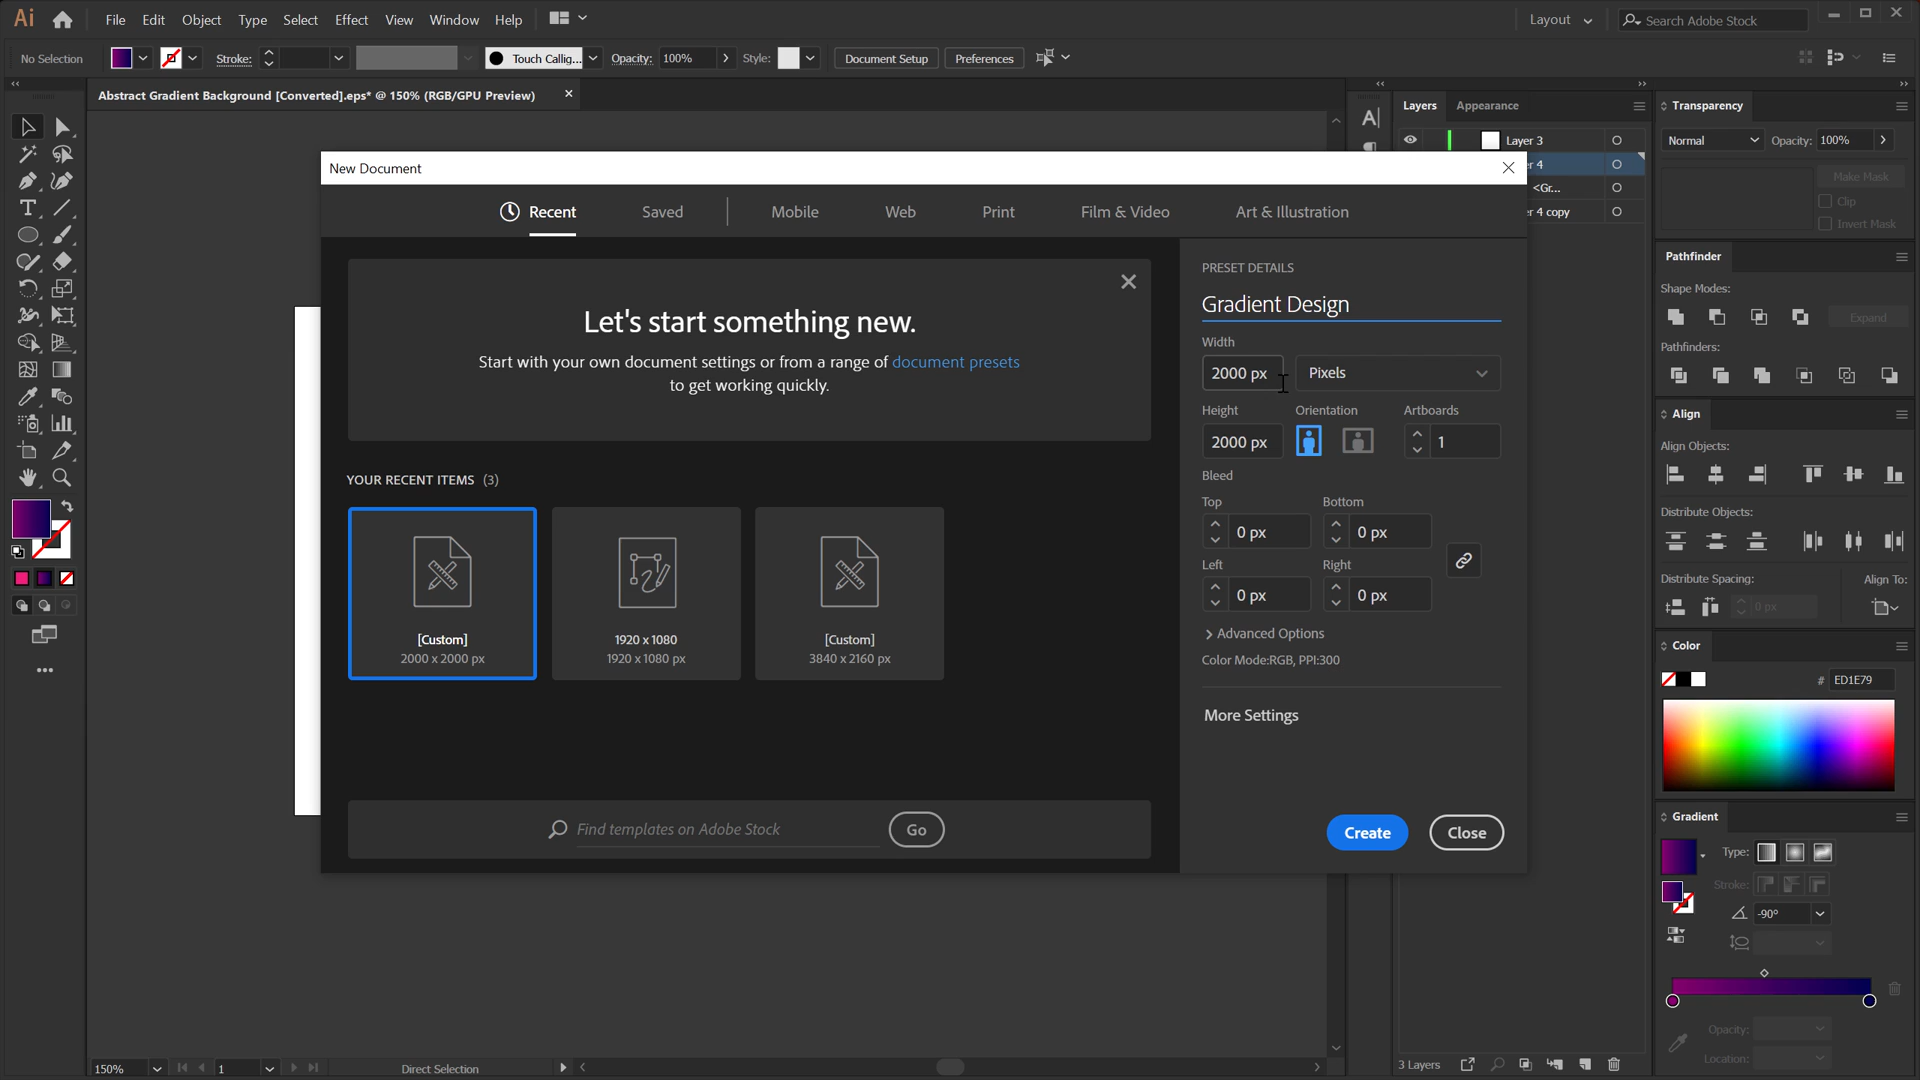 Ai File Edit Object Type Select Effect View Window Help Layout Search Adobe Stock
No Selection Stroke: Touch Callig... Opacity: 100% Style: Document Setup Preferences
Abstract Gradient Background [Converted].eps* @ 150% (RGB/GPU Preview)
Layers Appearance
Layer 3
r 4
<Gr...
r 4 copy
Transparency
Normal Opacity: 100%
Make Mask
Clip
Invert Mask
New Document
Recent Saved Mobile Web Print Film & Video Art & Illustration
Let's start something new.
Start with your own document settings or from a range of document presets
to get working quickly.
YOUR RECENT ITEMS (3)
[Custom]
2000 x 2000 px
1920 x 1080
1920 x 1080 px
[Custom]
3840 x 2160 px
Find templates on Adobe Stock Go
PRESET DETAILS
Gradient Design
Width
2000 px Pixels
Height Orientation Artboards
2000 px 1
Bleed
Top Bottom
0 px 0 px
Left Right
0 px 0 px
Advanced Options
Color Mode:RGB, PPI:300
More Settings
Create Close
Pathfinder
Shape Modes:
Expand
Pathfinders:
Align
Align Objects:
Distribute Objects:
Distribute Spacing: Align To:
0 px
Color
# ED1E79
Gradient
Type:
Stroke:
-90°
Opacity:
Location:
150% 1 Direct Selection
3 Layers